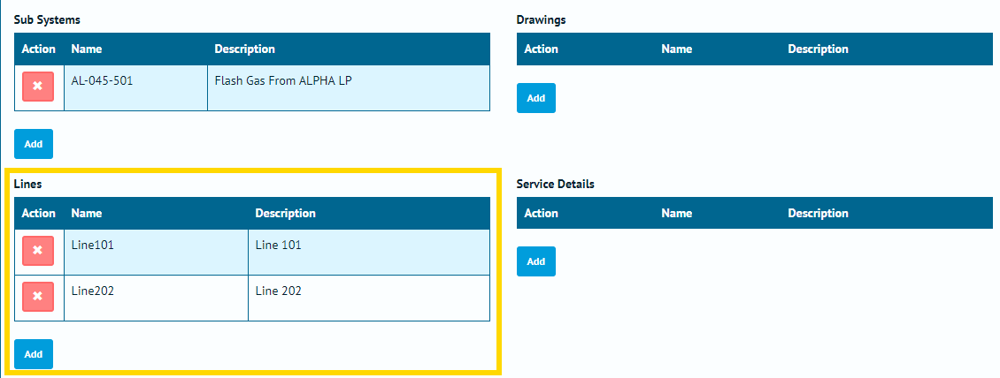 Sub Systems
Action Name Description
AL-045-501 Flash Gas From ALPHA LP
Add
Drawings
Action Name Description
Add
Lines
Action Name Description
Line101 Line 101
Line202 Line 202
Add
Service Details
Action Name Description
Add